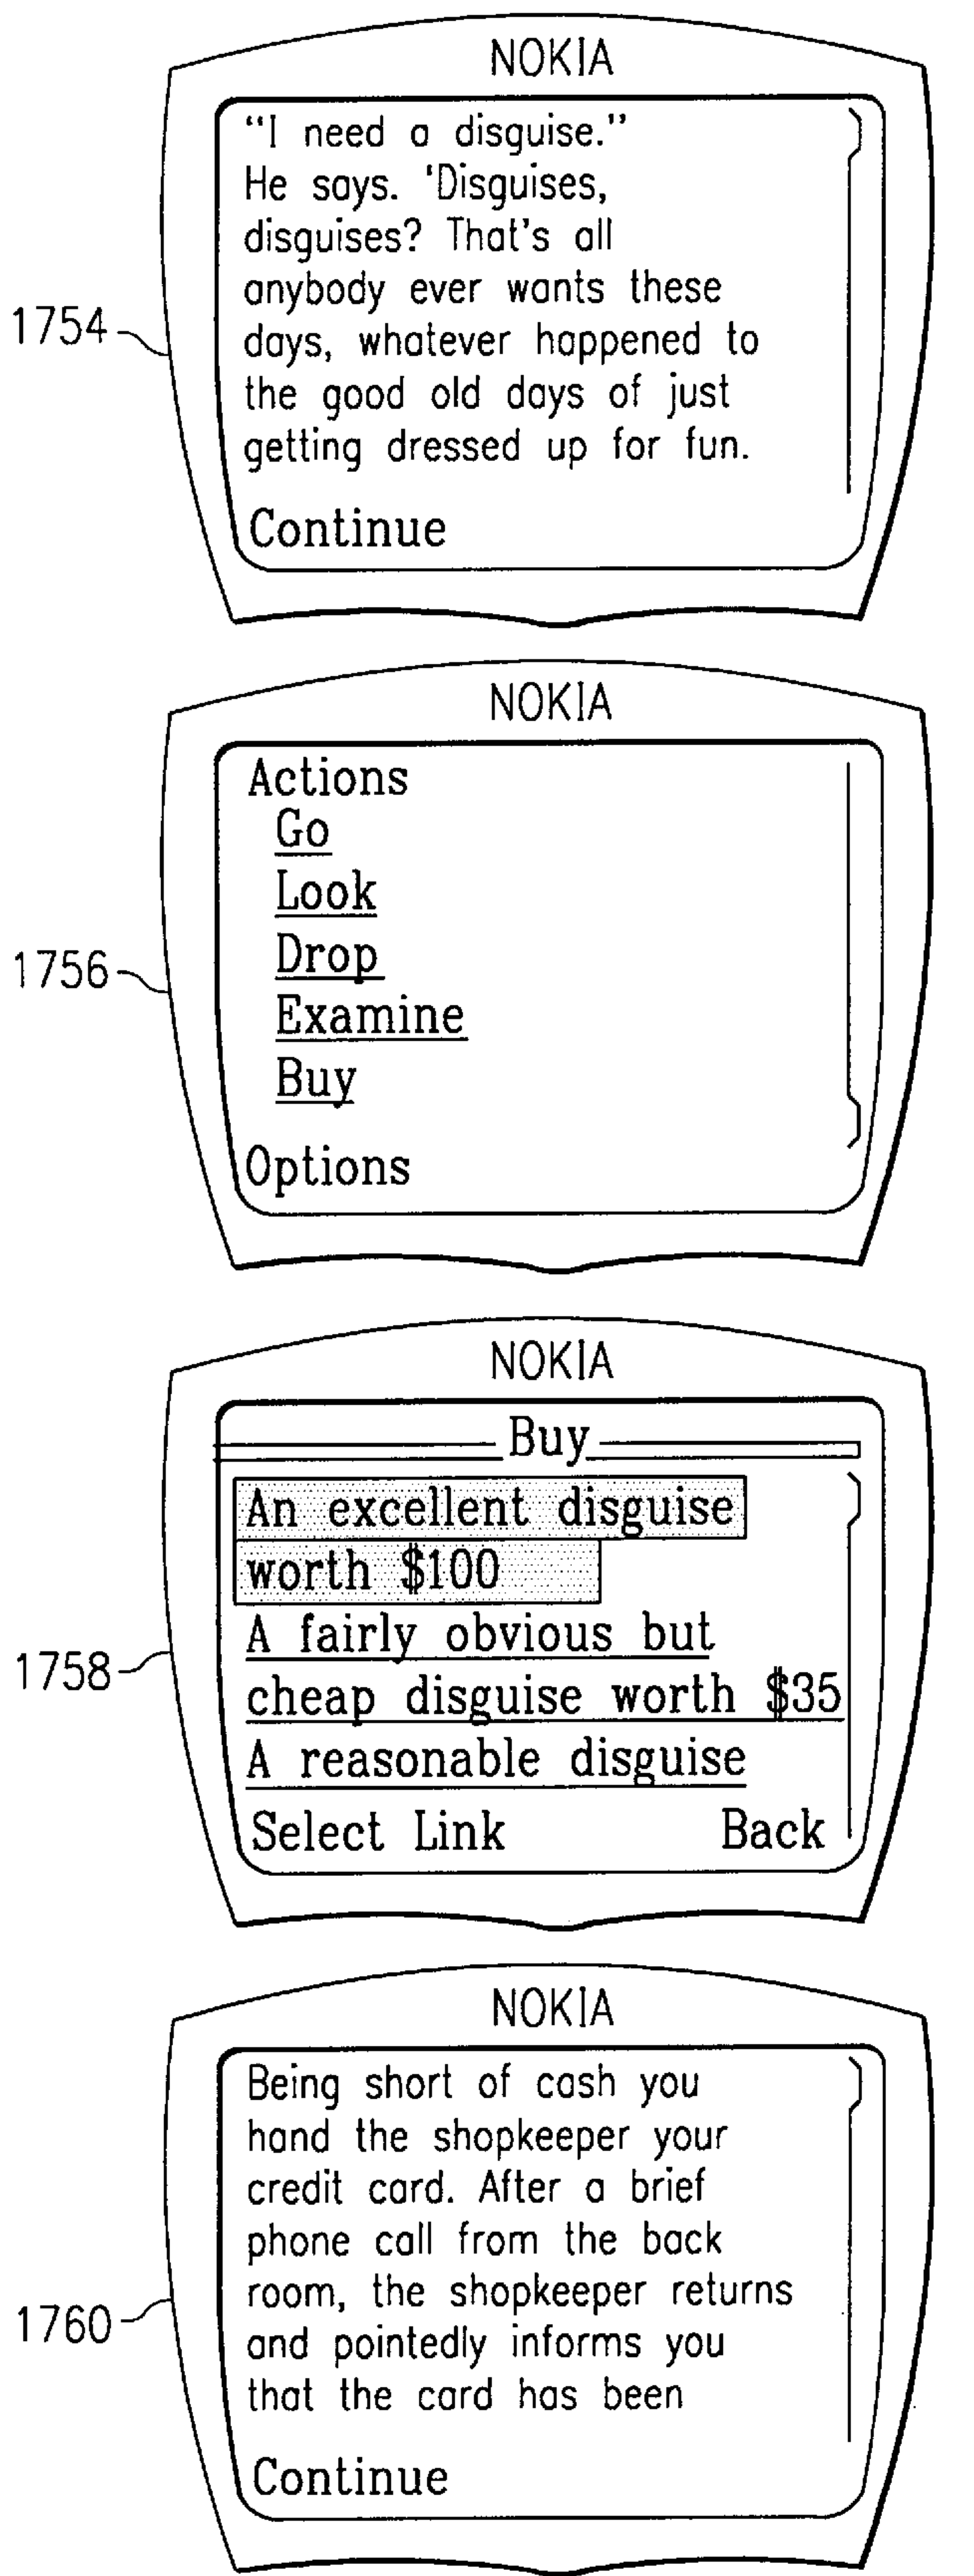 NOKIA
"I need a disguise."
He says. 'Disguises,
disguises? That's all
anybody ever wants these
days, whatever happened to
the good old days of just
getting dressed up for fun.
Continue
1754
NOKIA
Actions
Go
Look
Drop
Examine
Buy
Options
1756
NOKIA
Buy
An excellent disguise
worth $100
A fairly obvious but
cheap disguise worth $35
A reasonable disguise
Select Link Back
1758
NOKIA
Being short of cash you
hand the shopkeeper your
credit card. After a brief
phone call from the back
room, the shopkeeper returns
and pointedly informs you
that the card has been
Continue
1760